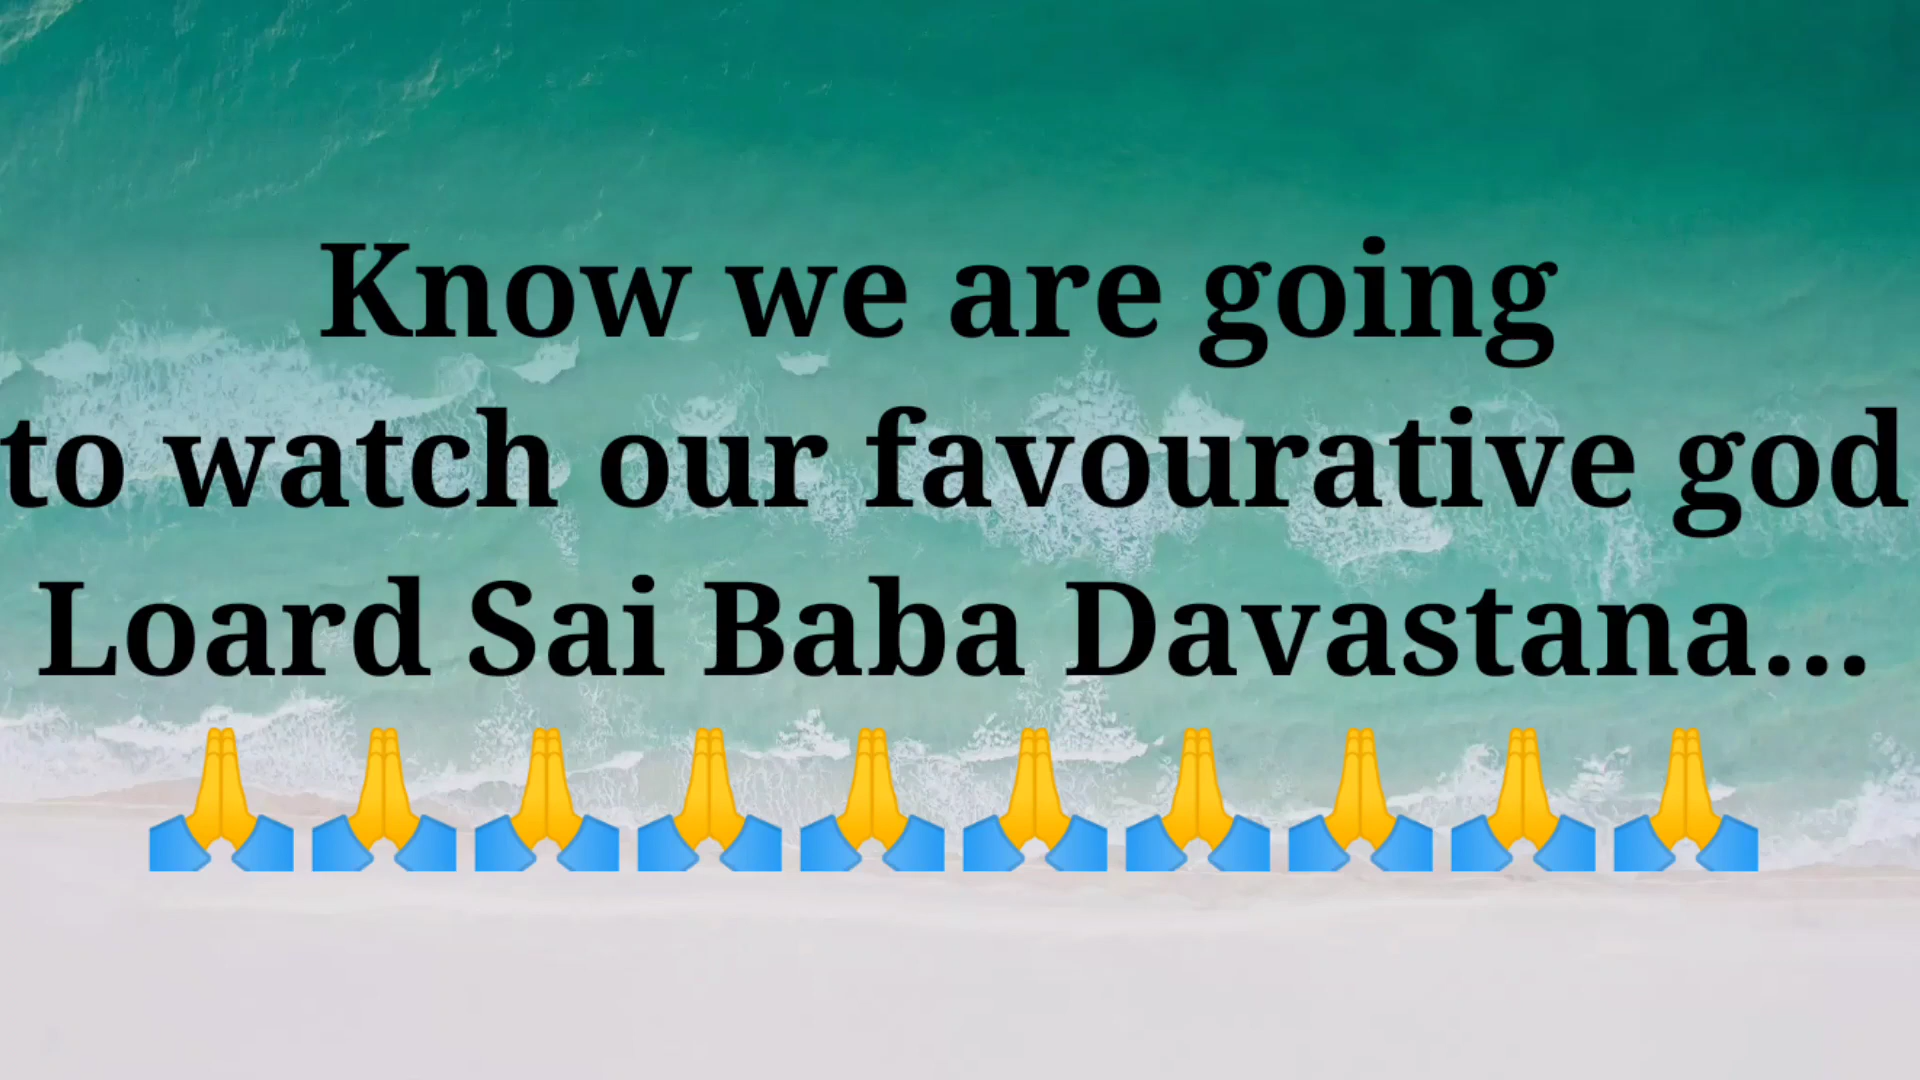 Know we are going
to watch our favourative god
Loard Sai Baba Davastana...
🙏🙏🙏🙏🙏🙏🙏🙏🙏🙏